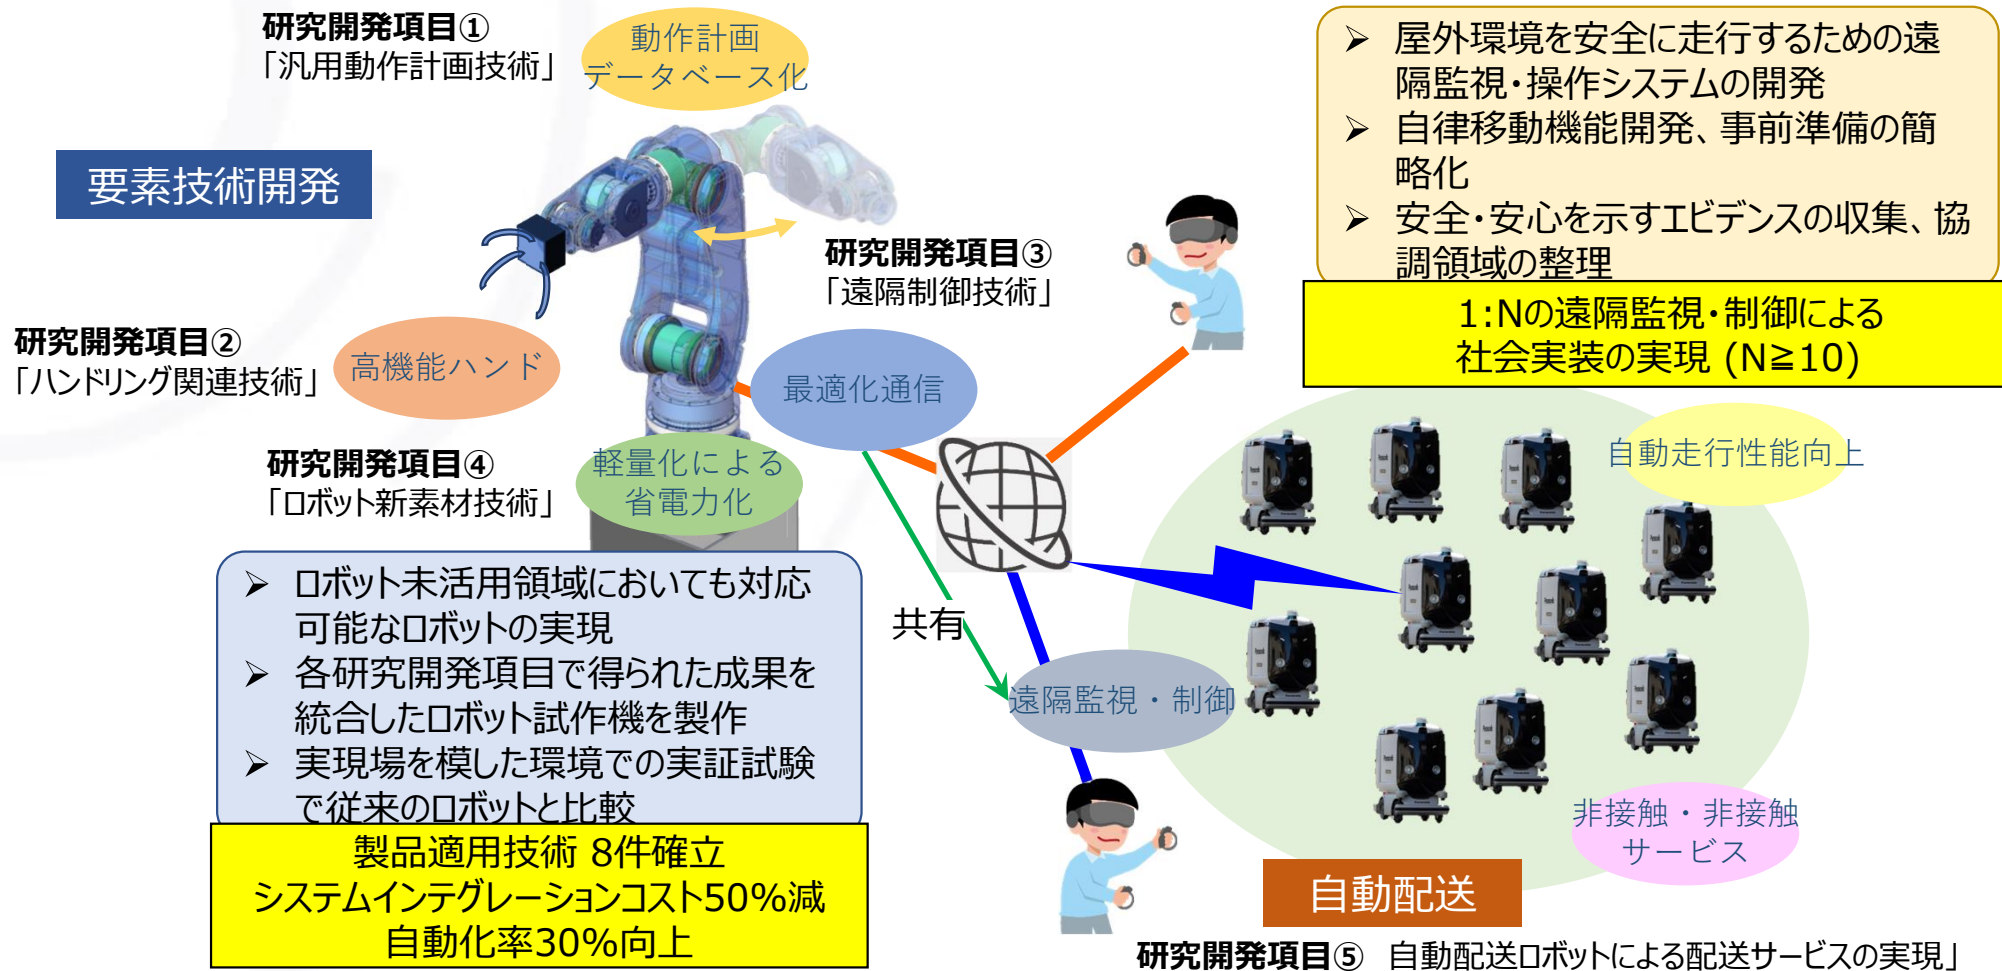 研究開発項目①
「汎用動作計画技術」
動作計画
データベース化
要素技術開発
研究開発項目③
「遠隔制御技術」
研究開発項目②
「ハンドリング関連技術」
高機能ハンド
最適化通信
研究開発項目④
「ロボット新素材技術」
軽量化による
省電力化
➢ ロボット未活用領域においても対応
可能なロボットの実現
➢ 各研究開発項目で得られた成果を
統合したロボット試作機を製作
➢ 実現場を模した環境での実証試験
で従来のロボットと比較
製品適用技術 8件確立
システムインテグレーションコスト50%減
自動化率30%向上
共有
遠隔監視・制御
➢ 屋外環境を安全に走行するための遠
隔監視・操作システムの開発
➢ 自律移動機能開発、事前準備の簡
略化
➢ 安全・安心を示すエビデンスの収集、協
調領域の整理
1:Nの遠隔監視・制御による
社会実装の実現 (N≧10)
自動走行性能向上
非接触・非接触
サービス
自動配送
研究開発項目⑤ 自動配送ロボットによる配送サービスの実現」